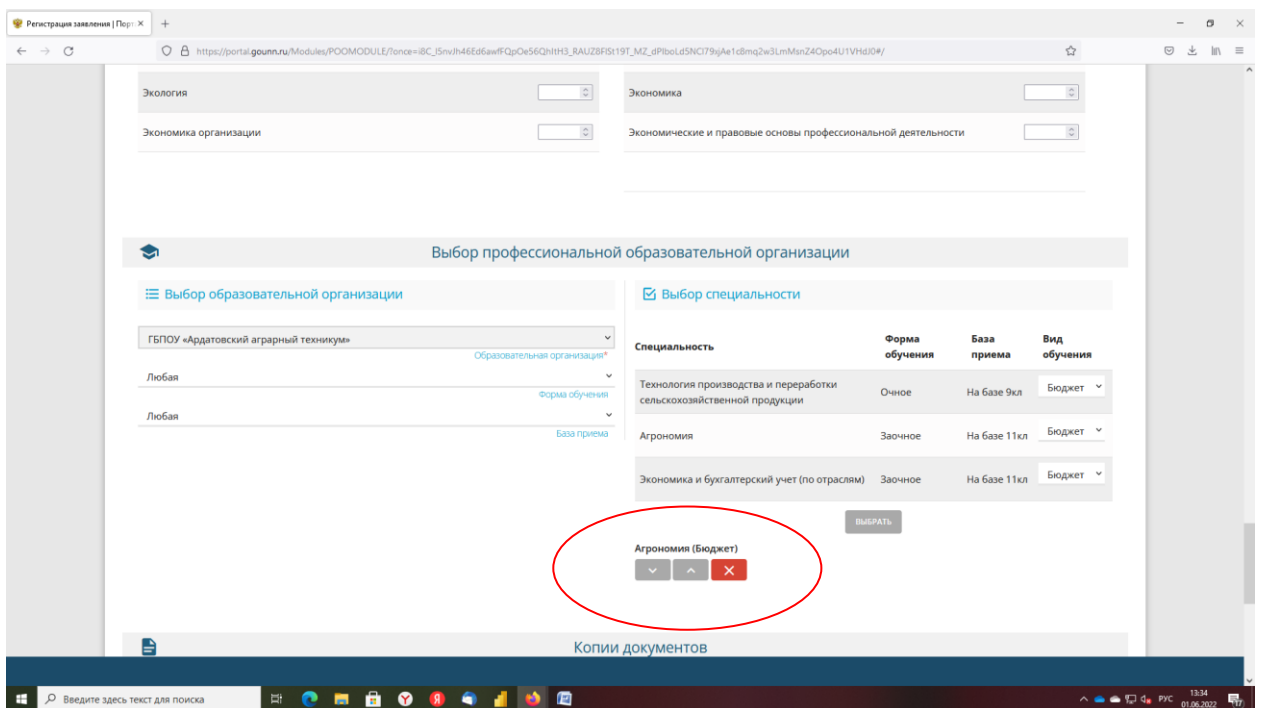 Регистрация заявления | Порт
https://portal.gounn.ru/Modules/POOMODULE/?once=
Экология
Экономика
Экономика организации
Экономические и правовые основы профессиональной деятельности
Выбор профессиональной образовательной организации
Выбор образовательной организации
Выбор специальности
ГБПОУ «Ардатовский аграрный техникум»
Образовательная организация*
Любая
Форма обучения
Любая
База приема
Специальность
Форма обучения
База приема
Вид обучения
Технология производства и переработки
сельскохозяйственной продукции
Очное
На базе 9кл
Бюджет
Агрономия
Заочное
На базе 11кл
Бюджет
Экономика и бухгалтерский учет (по отраслям)
Заочное
На базе 11кл
Бюджет
ВЫБРАТЬ
Агрономия (Бюджет)
Копии документов
Введите здесь текст для поиска
РУС
13:34
01.06.2022